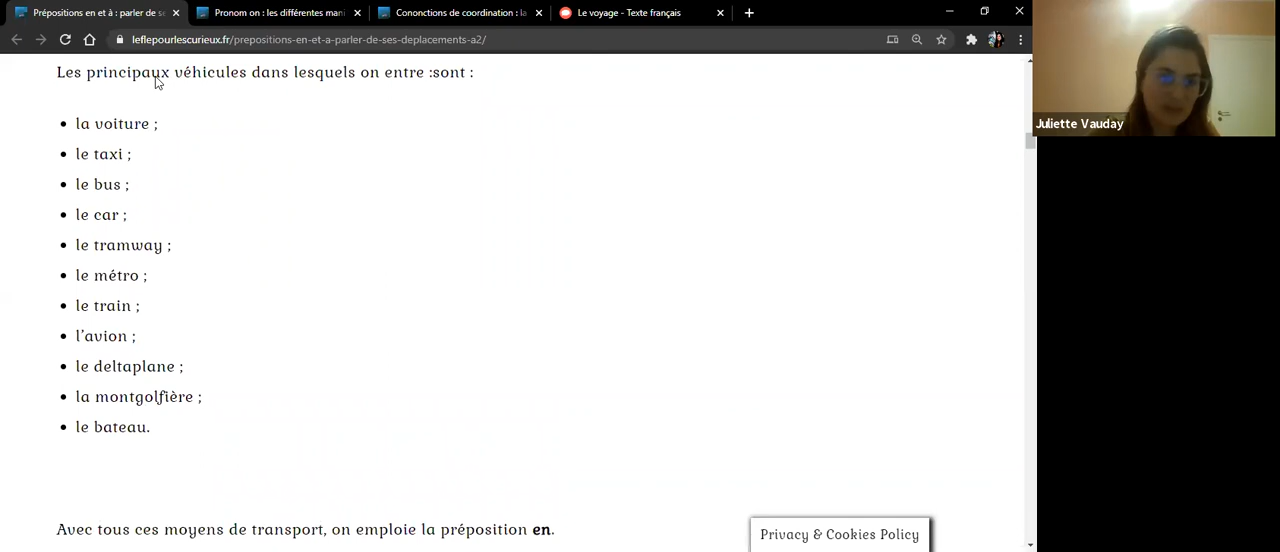 Prépositions en et à : parler de se
Pronom on : les différentes mani
Cononctions de coordination : la
Le voyage - Texte français
leflepourlescurieux.fr/prepositions-en-et-a-parler-de-ses-deplacements-a2/
Juliette Vauday
Les principaux véhicules dans lesquels on entre :sont :
• la voiture ;
• le taxi ;
• le bus ;
• le car ;
• le tramway ;
• le métro ;
• le train ;
• l'avion ;
• le deltaplane ;
• la montgolfière ;
• le bateau.
Avec tous ces moyens de transport, on emploie la préposition en.
Privacy & Cookies Policy